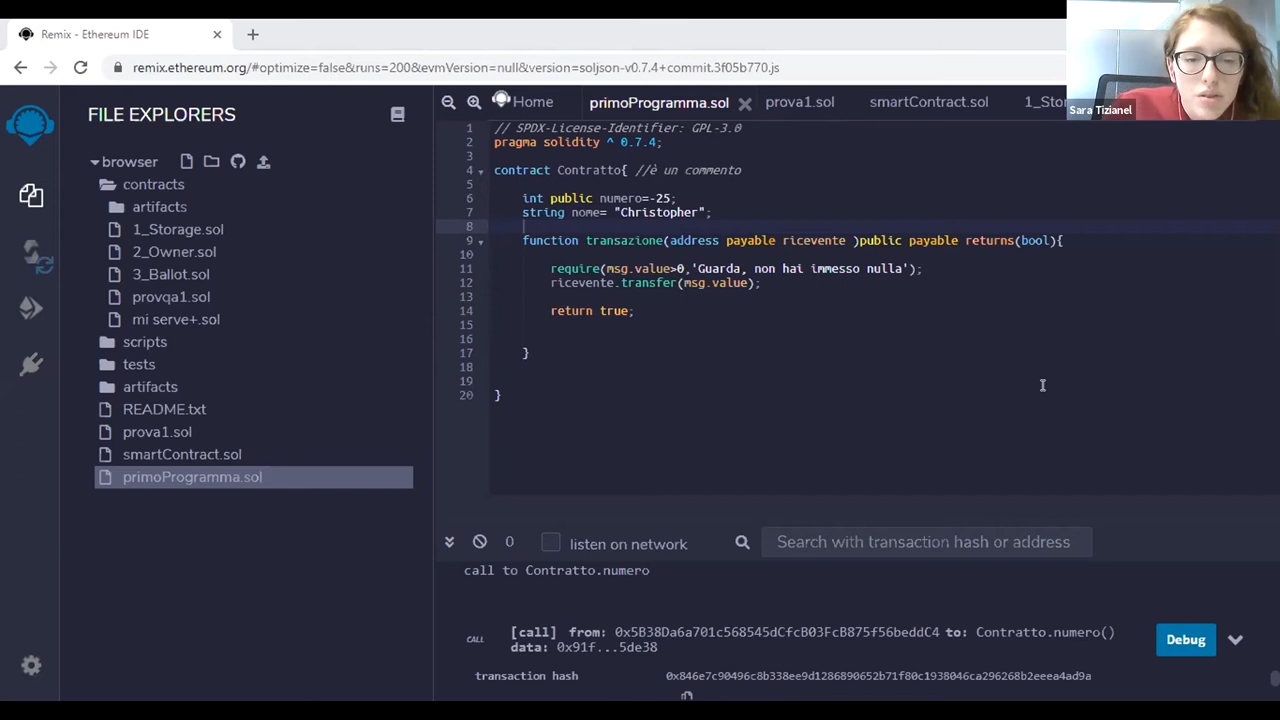 Remix - Ethereum IDE
remix.ethereum.org/#optimize=false&runs=200&evmVersion=null&version=soljson-v0.7.4+commit.3f05b770.js
Sara Tizianel
FILE EXPLORERS
browser
contracts
artifacts
1_Storage.sol
2_Owner.sol
3_Ballot.sol
provqa1.sol
mi serve+.sol
scripts
tests
artifacts
README.txt
prova1.sol
smartContract.sol
primoProgramma.sol
Home primoProgramma.sol prova1.sol smartContract.sol 1_Stor
1 // SPDX-License-Identifier: GPL-3.0
2 pragma solidity ^ 0.7.4;
3
4 contract Contratto{ //è un commento
5
6 int public numero=-25;
7 string nome= "Christopher";
8
9 function transazione(address payable ricevente )public payable returns(bool){
10
11 require(msg.value>0,'Guarda, non hai immesso nulla');
12 ricevente.transfer(msg.value);
13
14 return true;
15
16
17 }
18
19
20 }
0 listen on network Search with transaction hash or address
call to Contratto.numero
CALL [call] from: 0x5B38Da6a701c568545dCfcB03FcB875f56beddC4 to: Contratto.numero()
data: 0x91f...5de38
Debug
transaction hash 0x846e7c90496c8b338ee9d1286890652b71f80c1938046ca296268b2eeea4ad9a